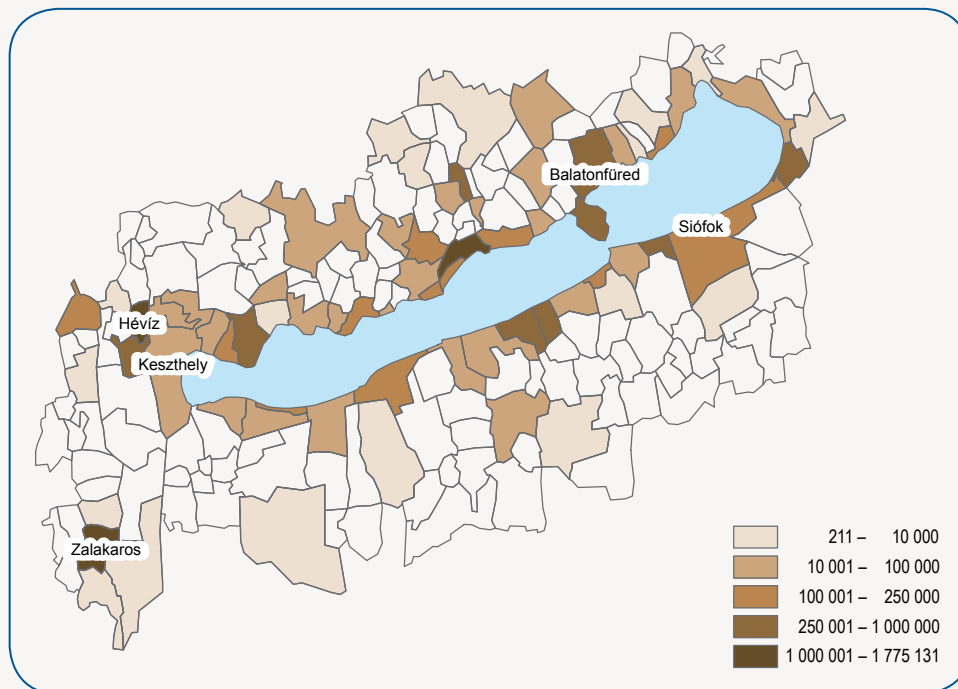 Balatonfüred
Siófok
Hévíz
Keszthely
Zalakaros
211 – 10 000
10 001 – 100 000
100 001 – 250 000
250 001 – 1 000 000
1 000 001 – 1 775 131